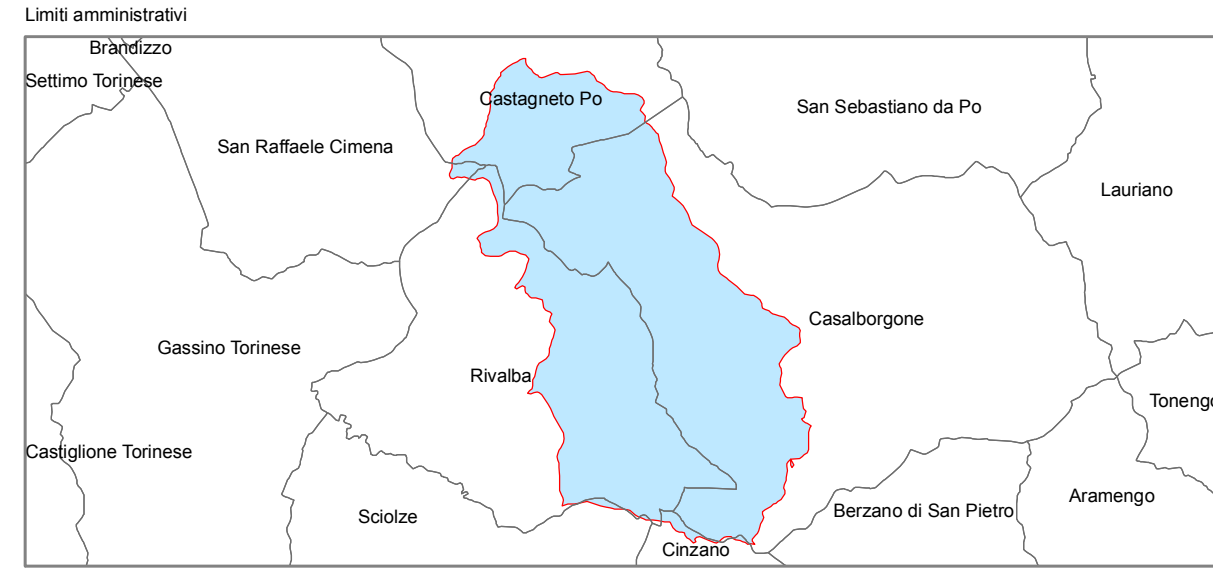 Limiti amministrativi
Brandizzo
Settimo Torinese
Castagneto Po
San Sebastiano da Po
San Raffaele Cimena
Lauriano
Casalborgone
Gassino Torinese
Rivalba
Tonengo
Castiglione Torinese
Aramengo
Berzano di San Pietro
Sciolze
Cinzano